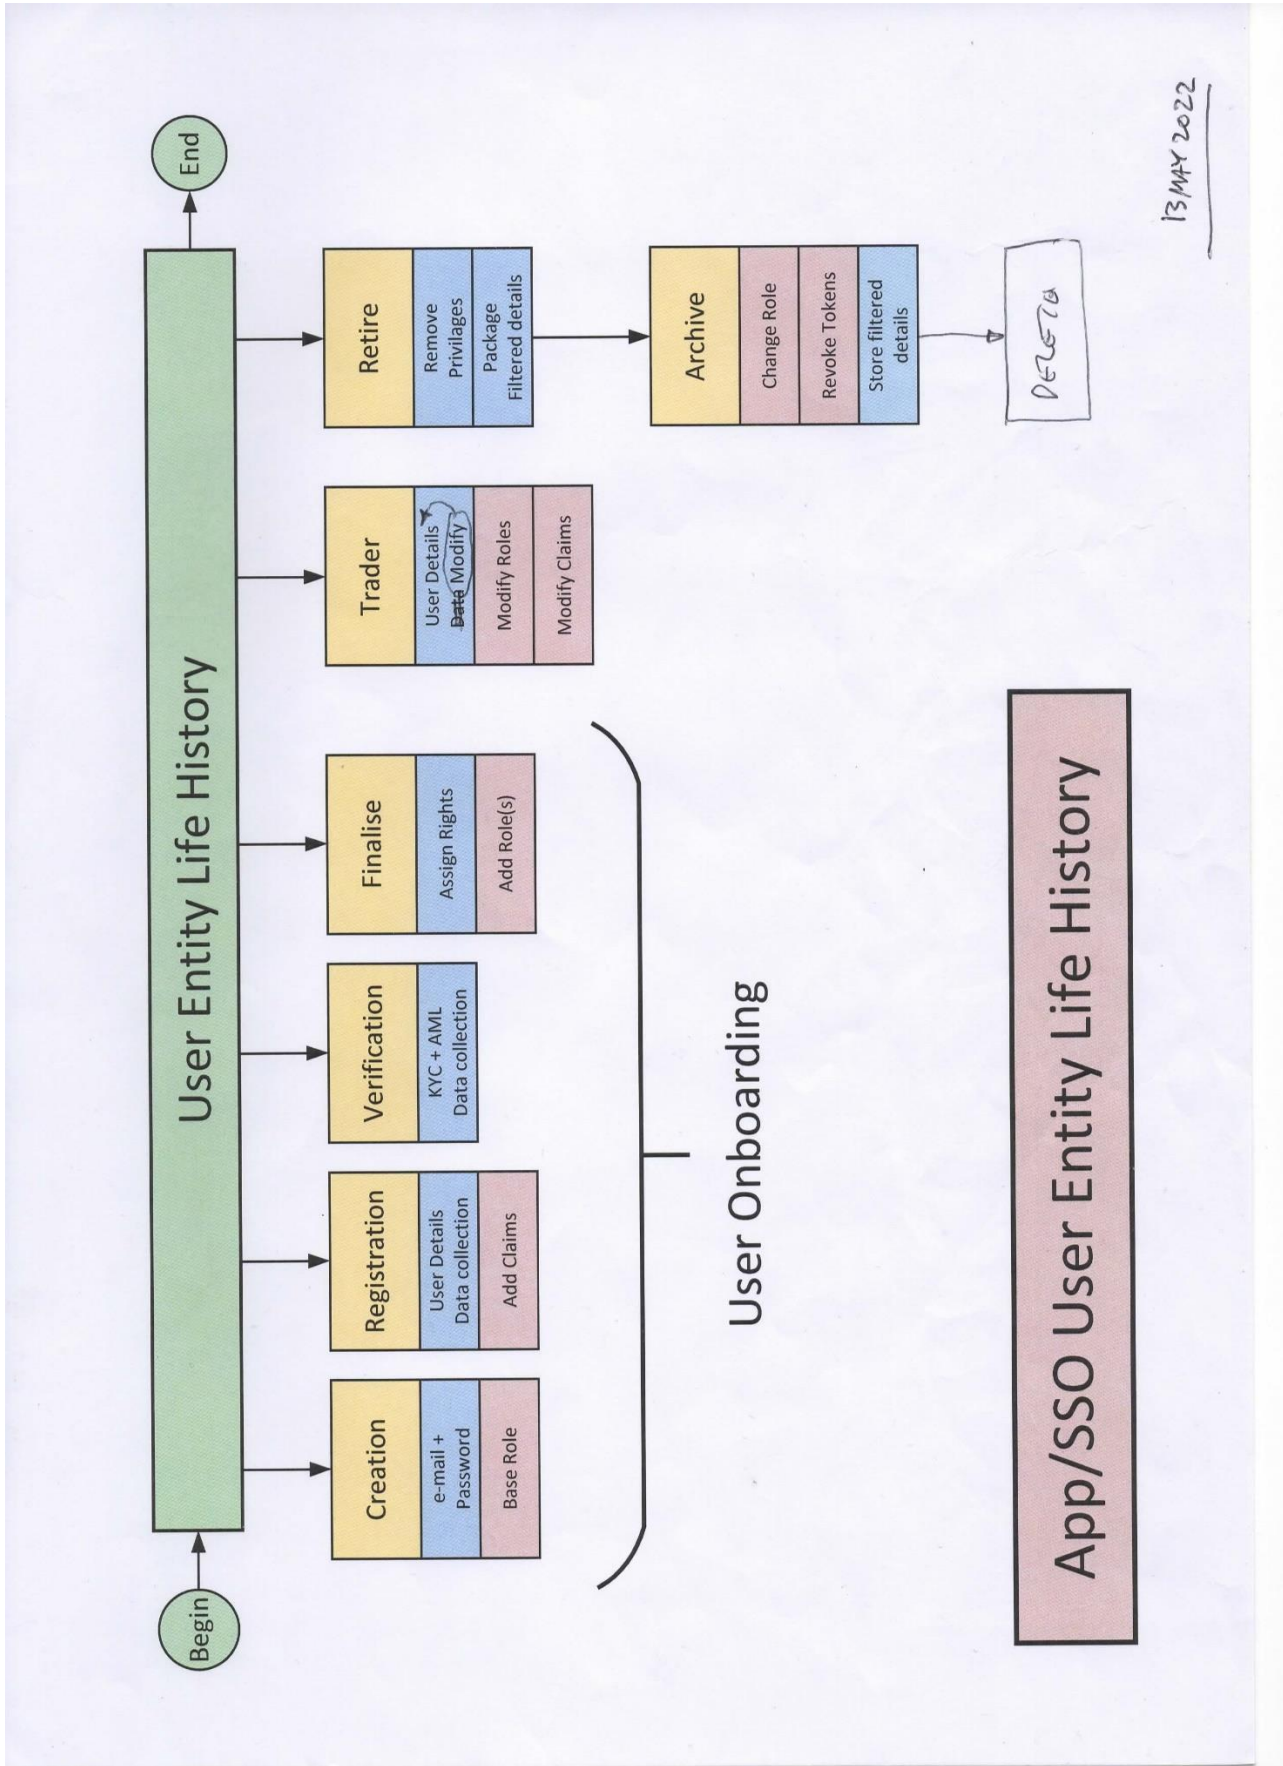 Begin
User Entity Life History
End
Creation
e-mail +
Password
Base Role
Registration
User Details
Data collection
Add Claims
Verification
KYC + AML
Data collection
Finalise
Assign Rights
Add Role(s)
Trader
User Details
Data Modify
Modify Roles
Modify Claims
Retire
Remove
Privilages
Package
Filtered details
Archive
Change Role
Revoke Tokens
Store filtered
details
User Onboarding
App/SSO User Entity Life History
13 MAY 2022